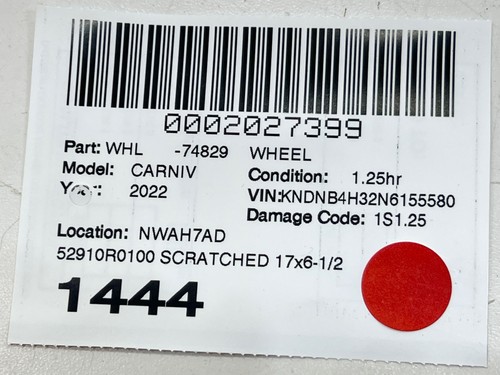 0002027399
Part: WHL -74829 WHEEL
Model: CARNIV Condition: 1.25hr
Year: 2022 VIN:KNDNB4H32N6155580
Damage Code: 1S1.25
Location: NWAH7AD
52910R0100 SCRATCHED 17x6-1/2
1444